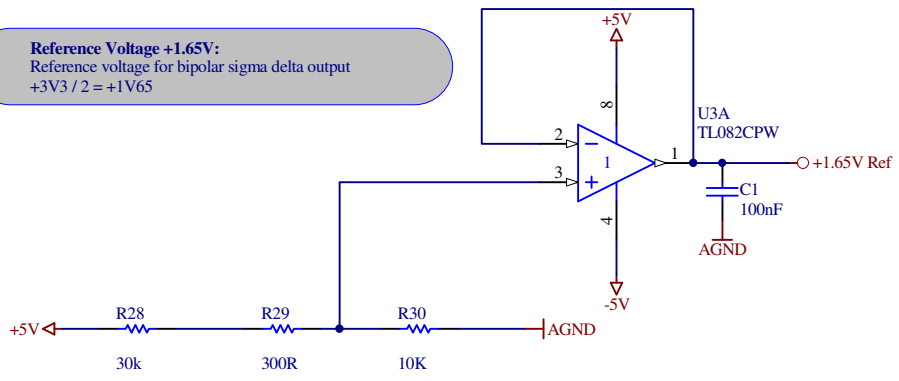 Reference Voltage +1.65V:
Reference voltage for bipolar sigma delta output
+3V3 / 2 = +1V65
+5V
8
U3A
TL082CPW
2
1
1
3
+1.65V Ref
C1
100nF
4
AGND
-5V
R28
R29
R30
+5V
AGND
30k
300R
10K